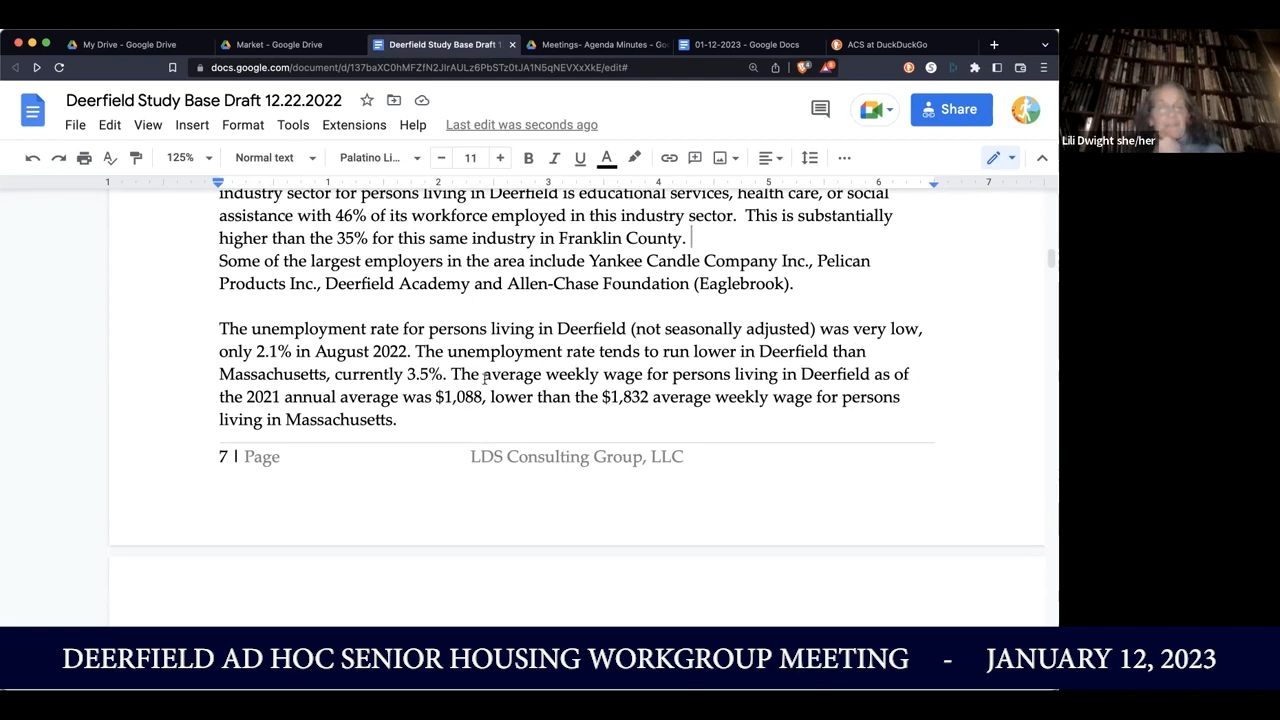 My Drive - Google Drive
Market - Google Drive
Deerfield Study Base Draft 1
Meetings- Agenda Minutes - Goo
01-12-2023 - Google Docs
ACS at DuckDuckGo
Deerfield Study Base Draft 12.22.2022
File Edit View Insert Format Tools Extensions Help Last edit was seconds ago
Share
125% Normal text Palatino Li... 11
1 1 2 3 4 5 6 7
industry sector for persons living in Deerfield is educational services, health care, or social
assistance with 46% of its workforce employed in this industry sector. This is substantially
higher than the 35% for this same industry in Franklin County.
Some of the largest employers in the area include Yankee Candle Company Inc., Pelican
Products Inc., Deerfield Academy and Allen-Chase Foundation (Eaglebrook).
The unemployment rate for persons living in Deerfield (not seasonally adjusted) was very low,
only 2.1% in August 2022. The unemployment rate tends to run lower in Deerfield than
Massachusetts, currently 3.5%. The average weekly wage for persons living in Deerfield as of
the 2021 annual average was $1,088, lower than the $1,832 average weekly wage for persons
living in Massachusetts.
7 | Page LDS Consulting Group, LLC
Lili Dwight she/her
DEERFIELD AD HOC SENIOR HOUSING WORKGROUP MEETING - JANUARY 12, 2023